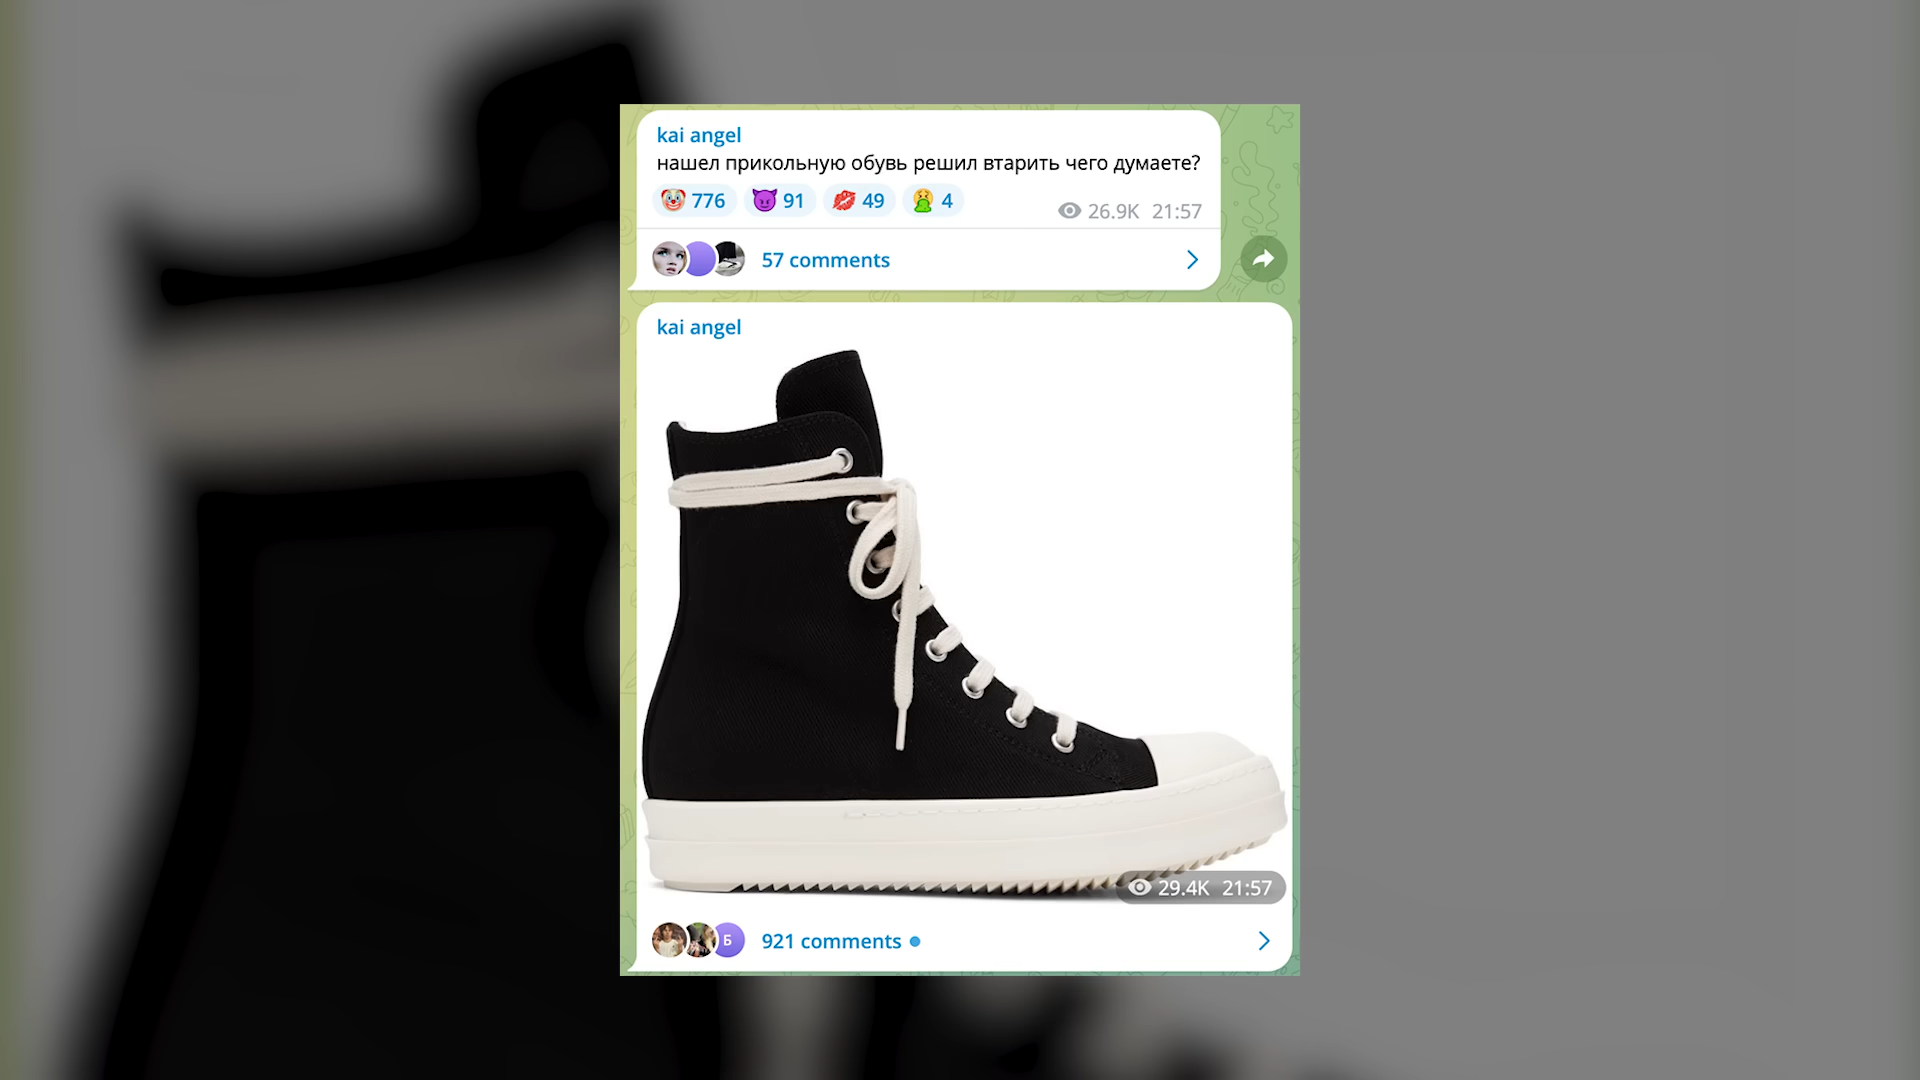 kai angel
нашел прикольную обувь решил втарить чего думаете?
🤡 776 😈 91 💋 49 🤮 4 26.9K 21:57
57 comments
kai angel
29.4K 21:57
Б 921 comments